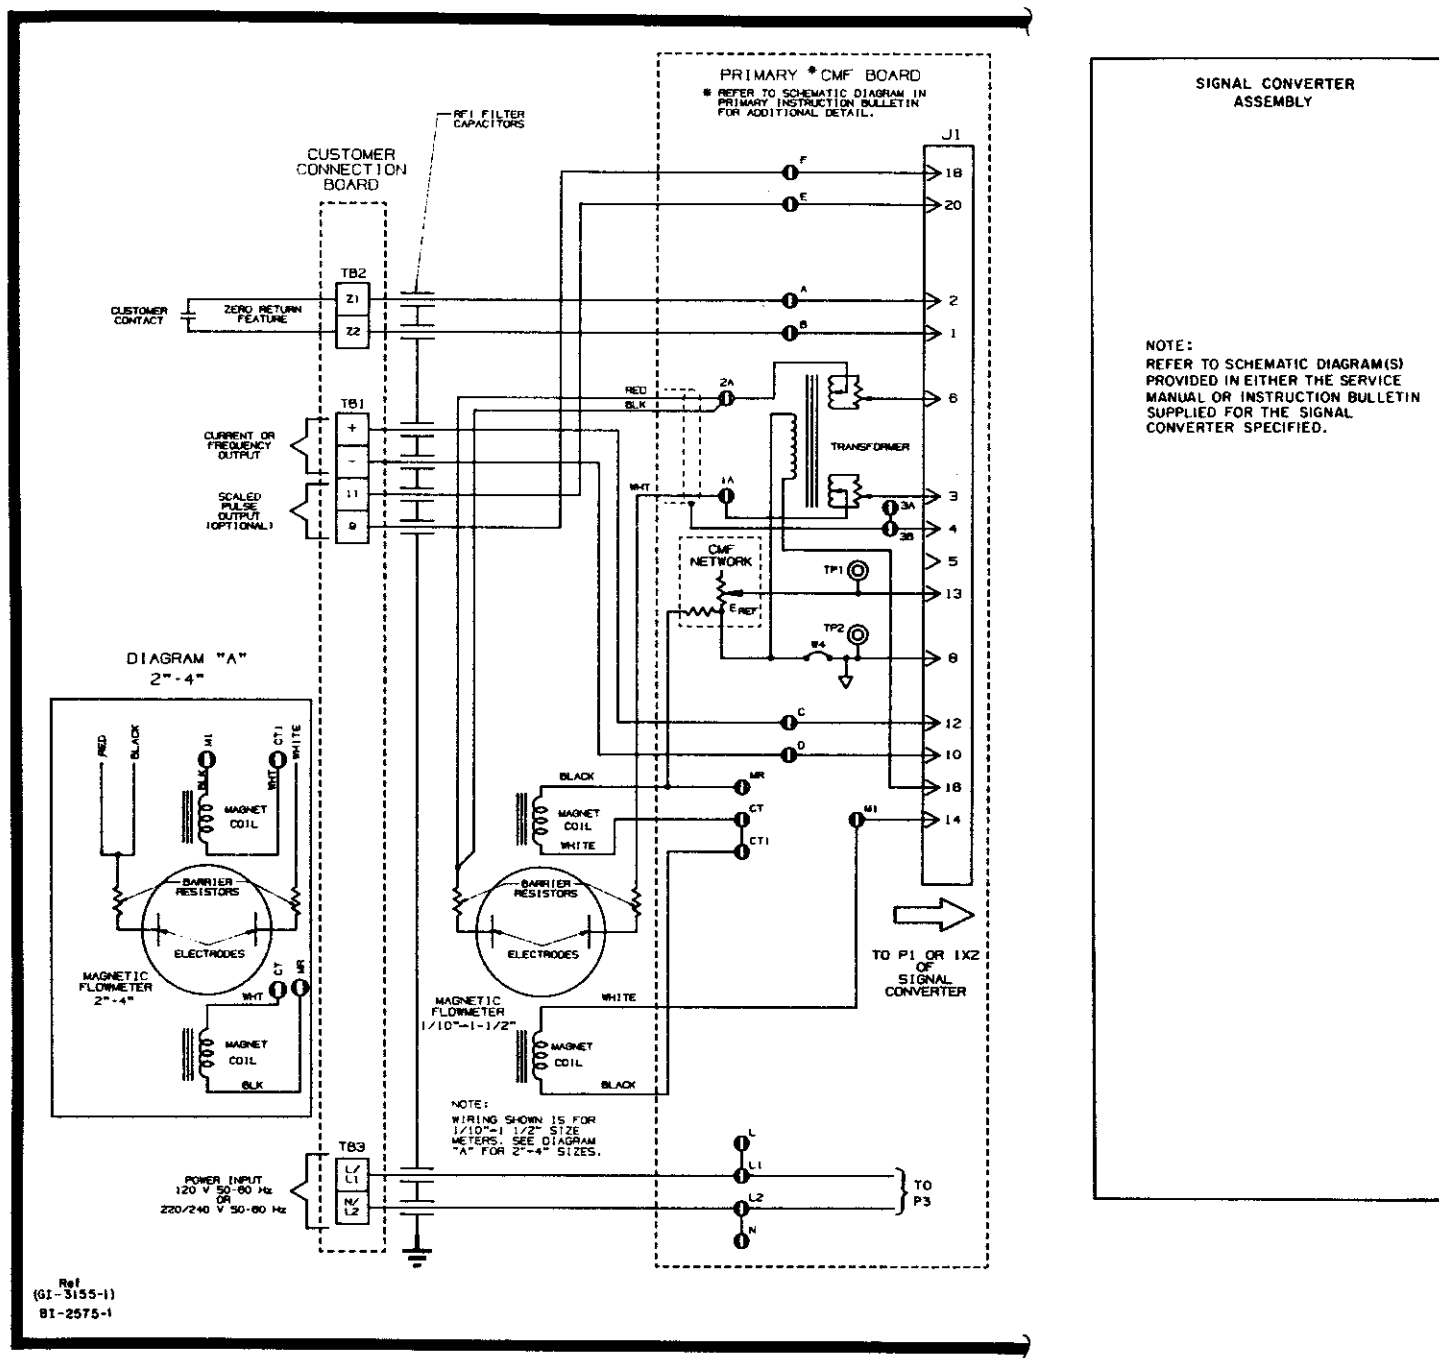 PRIMARY * CMF BOARD
* REFER TO SCHEMATIC DIAGRAM IN
PRIMARY INSTRUCTION BULLETIN
FOR ADDITIONAL DETAIL.
SIGNAL CONVERTER
ASSEMBLY
RFI FILTER
CAPACITORS
J1
CUSTOMER
CONNECTION
BOARD
F
18
E
20
TB2
CUSTOMER
CONTACT
ZERO RETURN
FEATURE
Z1
A
2
Z2
B
1
NOTE:
REFER TO SCHEMATIC DIAGRAM(S)
PROVIDED IN EITHER THE SERVICE
MANUAL OR INSTRUCTION BULLETIN
SUPPLIED FOR THE SIGNAL
CONVERTER SPECIFIED.
RED
BLK
2A
6
TB1
CURRENT OR
FREQUENCY
OUTPUT
+
-
TRANSFORMER
SCALED
PULSE
OUTPUT
(OPTIONAL)
11
9
WHT
1A
3
3A
4
3B
CMF
NETWORK
TP1
5
13
E REF
TP2
W4
8
DIAGRAM "A"
2"-4"
C
12
D
10
RED
BLACK
M1
BLK
CT1
WHT
WHITE
MAGNET
COIL
BLACK
MR
16
MAGNET
COIL
CT
WHITE
CT1
M1
14
BARRIER
RESISTORS
ELECTRODES
BARRIER
RESISTORS
ELECTRODES
MAGNETIC
FLOWMETER
2"-4"
WHT
CT
MR
MAGNET
COIL
BLK
MAGNETIC
FLOWMETER
1/10"-1-1/2"
WHITE
MAGNET
COIL
BLACK
TO P1 OR 1X2
OF
SIGNAL
CONVERTER
NOTE:
WIRING SHOWN IS FOR
1/10"-1 1/2" SIZE
METERS. SEE DIAGRAM
"A" FOR 2"-4" SIZES.
TB3
POWER INPUT
120 V 50-60 Hz
OR
220/240 V 50-60 Hz
L/
L1
N/
L2
L
L1
L2
N
TO
P3
Ref
(GI-3155-1)
BI-2575-1